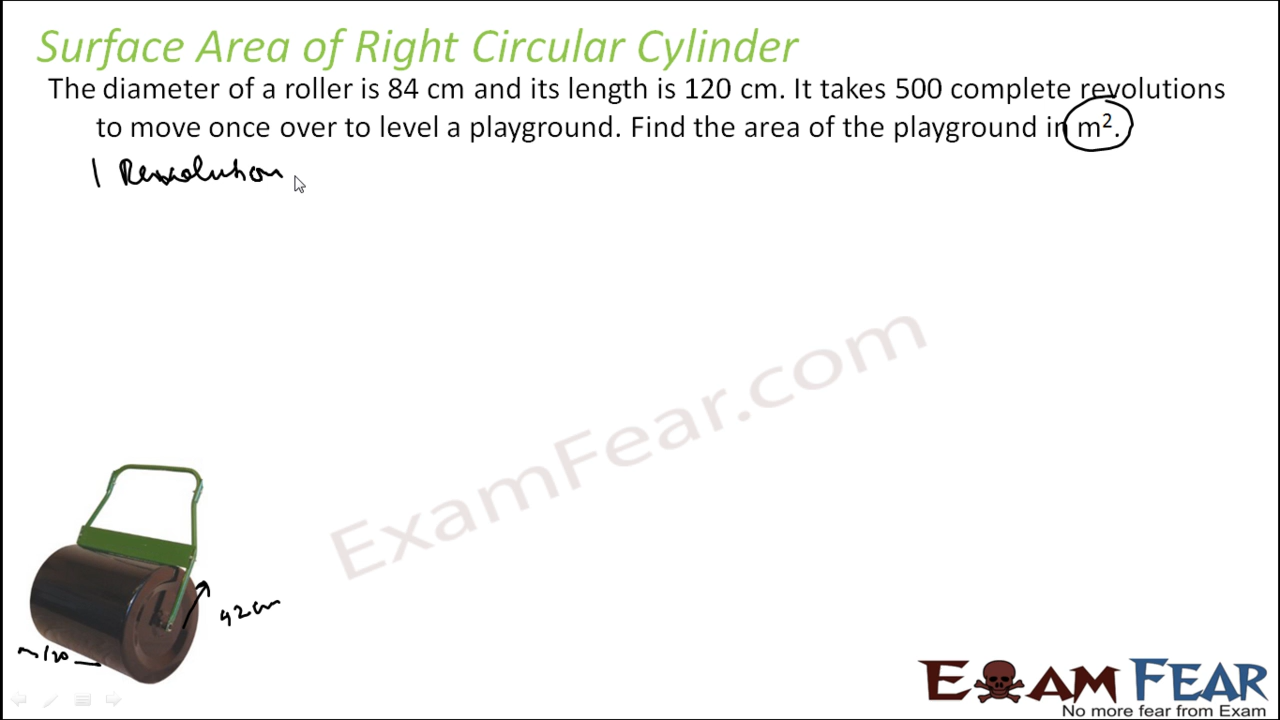 Surface Area of Right Circular Cylinder
The diameter of a roller is 84 cm and its length is 120 cm. It takes 500 complete revolutions
to move once over to level a playground. Find the area of the playground in m².
1 Revolution
ExamFear.com
42 cm
120
EXAM FEAR
No more fear from Exam